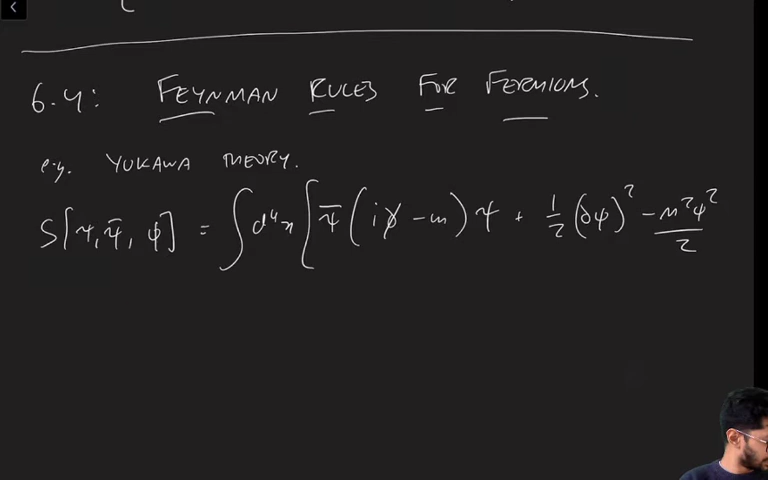 6.4: FEYNMAN RULES FOR FERMIONS.
e.g. YUKAWA THEORY.
S[ψ, ψ̄, φ] = ∫ d⁴x [ ψ̄ (i∂̸ - m) ψ + 1/2 (∂φ)² - M²φ²/2